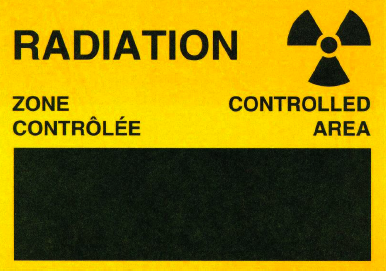 RADIATION
ZONE
CONTRÔLÉE
CONTROLLED
AREA